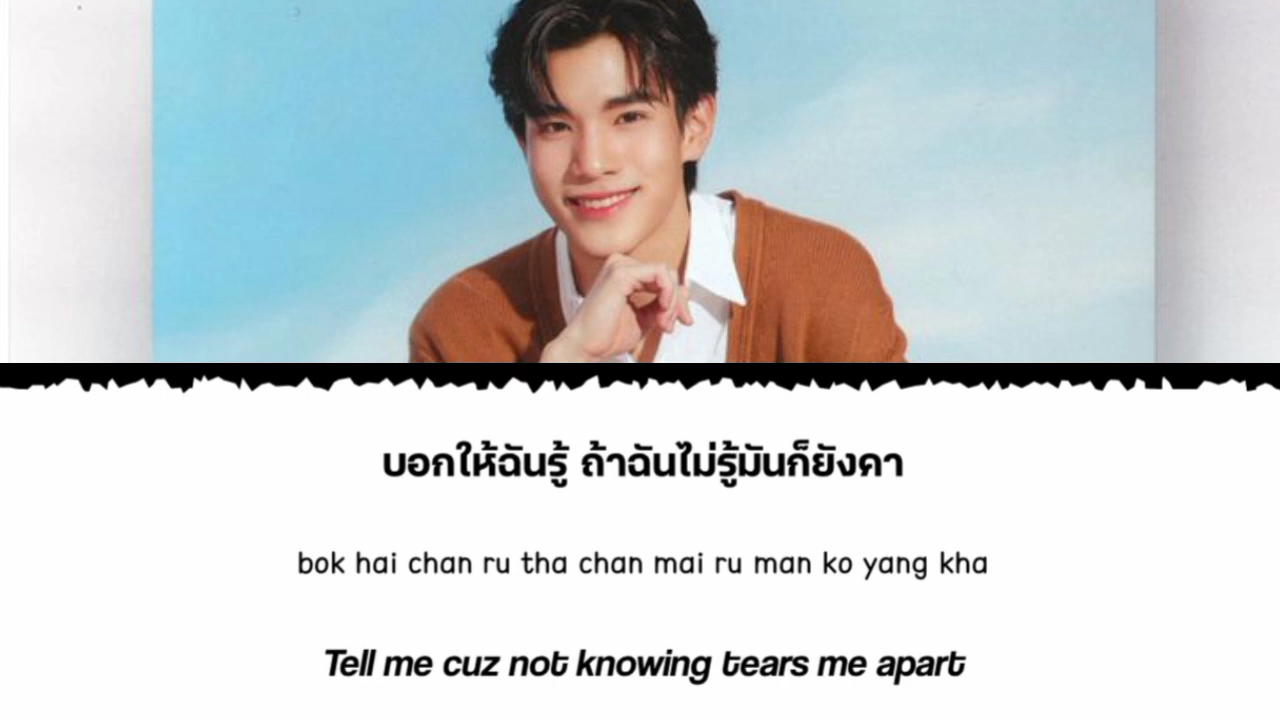 บอกให้ฉันรู้ ถ้าฉันไม่รู้มันก็ยังคา
bok hai chan ru tha chan mai ru man ko yang kha
Tell me cuz not knowing tears me apart